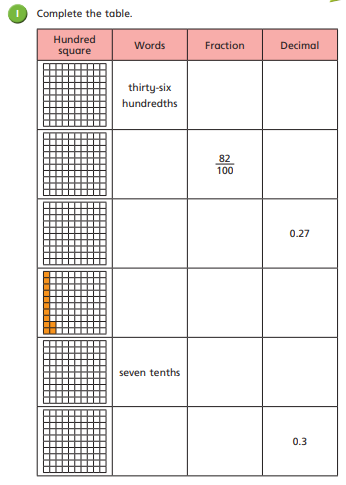 1 Complete the table.
Hundred
square
Words
Fraction
Decimal
thirty-six
hundredths
82
100
0.27
seven tenths
0.3